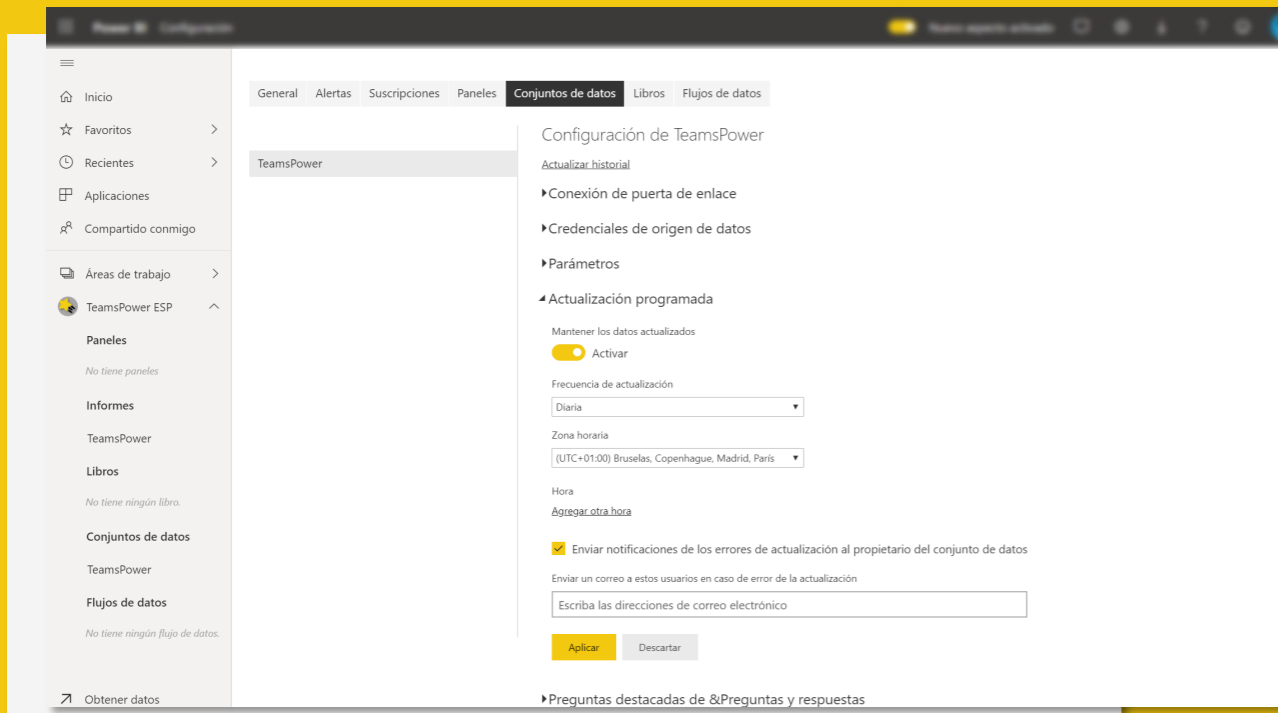 Power BI Configuración
Nuevo aspecto activado
Inicio
Favoritos
Recientes
Aplicaciones
Compartido conmigo
Áreas de trabajo
TeamsPower ESP
Paneles
No tiene paneles
Informes
TeamsPower
Libros
No tiene ningún libro.
Conjuntos de datos
TeamsPower
Flujos de datos
No tiene ningún flujo de datos.
Obtener datos
General Alertas Suscripciones Paneles Conjuntos de datos Libros Flujos de datos
TeamsPower
Configuración de TeamsPower
Actualizar historial
Conexión de puerta de enlace
Credenciales de origen de datos
Parámetros
Actualización programada
Mantener los datos actualizados
Activar
Frecuencia de actualización
Diaria
Zona horaria
(UTC+01:00) Bruselas, Copenhague, Madrid, París
Hora
Agregar otra hora
Enviar notificaciones de los errores de actualización al propietario del conjunto de datos
Enviar un correo a estos usuarios en caso de error de la actualización
Escriba las direcciones de correo electrónico
Aplicar Descartar
Preguntas destacadas de &Preguntas y respuestas